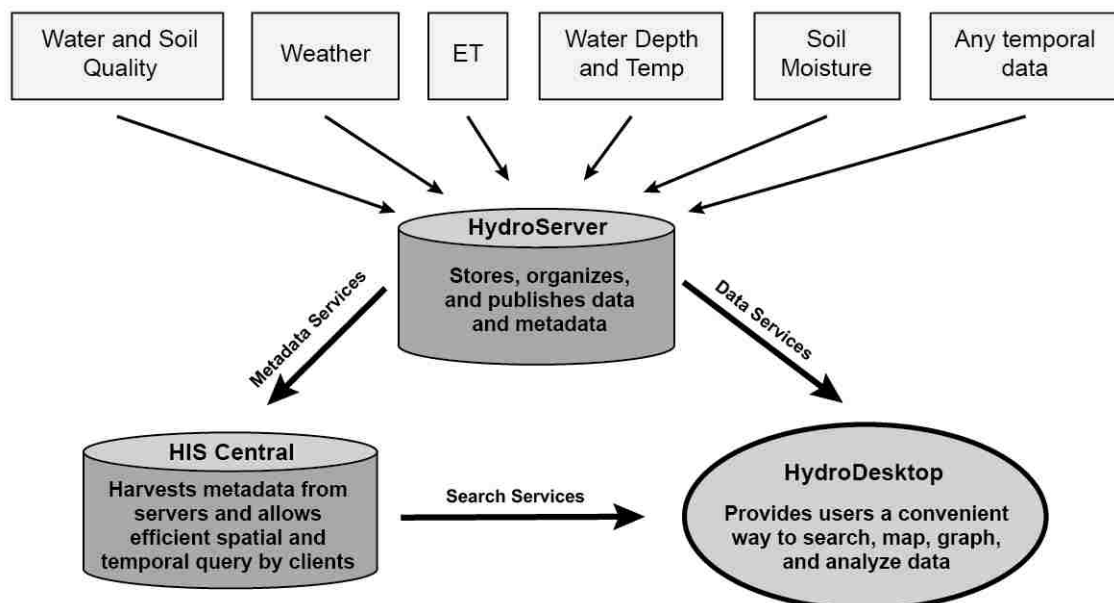 Water and Soil
Quality
Weather
ET
Water Depth
and Temp
Soil
Moisture
Any temporal
data
HydroServer
Stores, organizes,
and publishes data
and metadata
Metadata Services
Data Services
HIS Central
Harvests metadata from
servers and allows
efficient spatial and
temporal query by clients
Search Services
HydroDesktop
Provides users a convenient
way to search, map, graph,
and analyze data